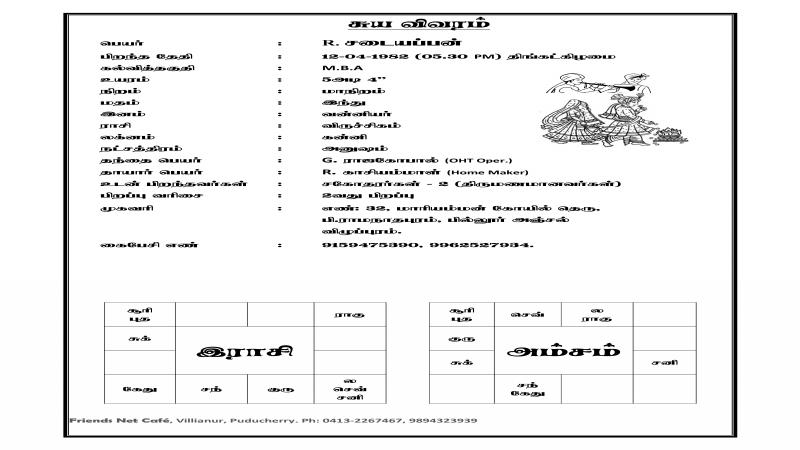 சுய விவரம்
பெயர் : R. சடையப்பன்
பிறந்த தேதி : 12-04-1982 (05.30 PM) திங்கட்கிழமை
கல்வித்தகுதி : M.B.A
உயரம் : 5அடி 4"
நிறம் : மாநிறம்
மதம் : இந்து
இனம் : வன்னியர்
ராசி : விருச்சிகம்
லக்னம் : கன்னி
நட்சத்திரம் : அனுஷம்
தந்தை பெயர் : G. ராஜகோபால் (OHT Oper.)
தாயார் பெயர் : R. காசியம்மாள் (Home Maker)
உடன் பிறந்தவர்கள் : சகோதரர்கள் - 2 (திருமணமானவர்கள்)
பிறப்பு வரிசை : 2வது பிறப்பு
முகவரி : எண்: 32, மாரியம்மன் கோயில் தெரு,
பி.ராமநாதபுரம், பில்லூர் அஞ்சல்
விழுப்புரம்.
கைபேசி எண் : 9159475390, 9962527934.
சூரி புத ராகு
சுக்
இராசி
கேது சந் குரு ல செவ் சனி
சூரி புத செவ் ல ராகு
குரு
அம்சம்
சுக் சனி
சந் கேது
Friends Net Café, Villianur, Puducherry. Ph: 0413-2267467, 9894323939